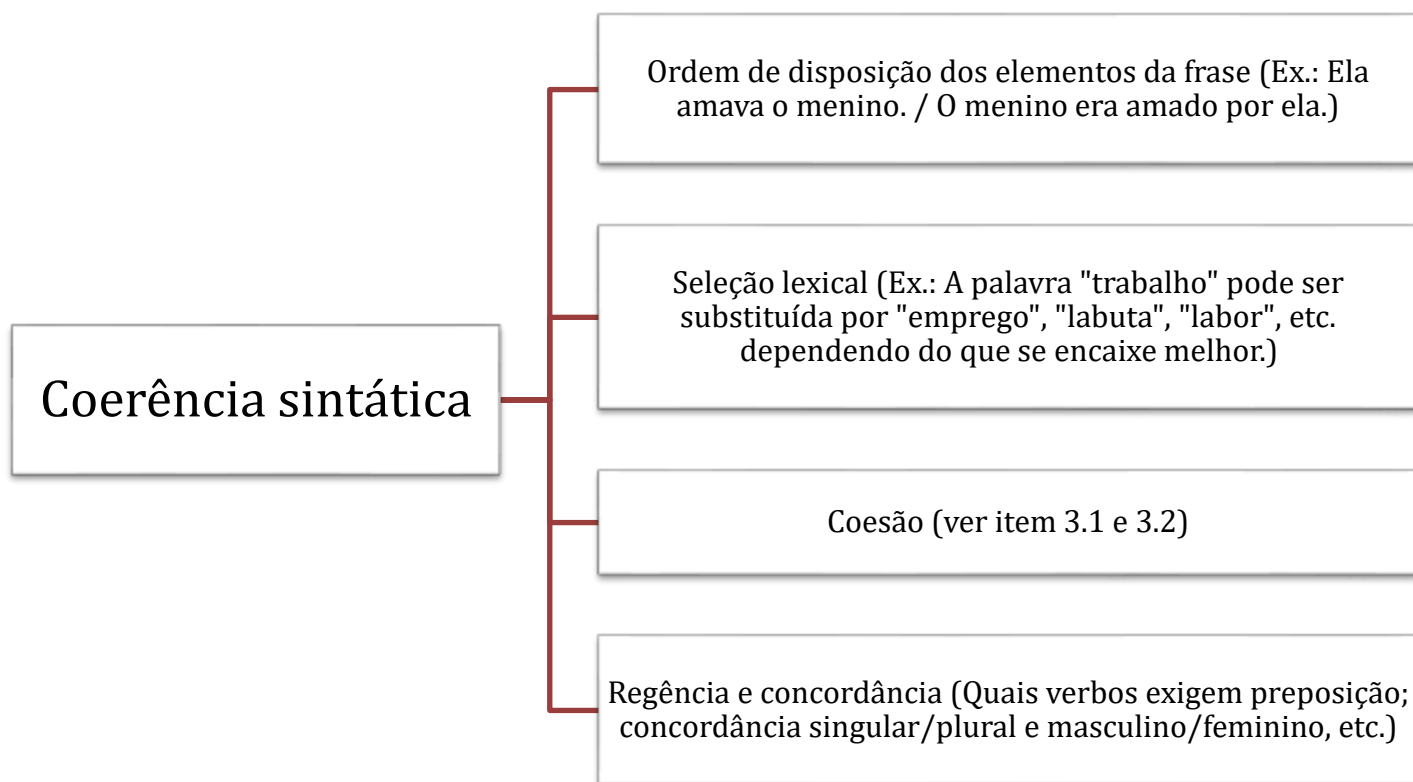 Coerência sintática
Ordem de disposição dos elementos da frase (Ex.: Ela
amava o menino. / O menino era amado por ela.)
Seleção lexical (Ex.: A palavra "trabalho" pode ser
substituída por "emprego", "labuta", "labor", etc.
dependendo do que se encaixe melhor.)
Coesão (ver item 3.1 e 3.2)
Regência e concordância (Quais verbos exigem preposição;
concordância singular/plural e masculino/feminino, etc.)